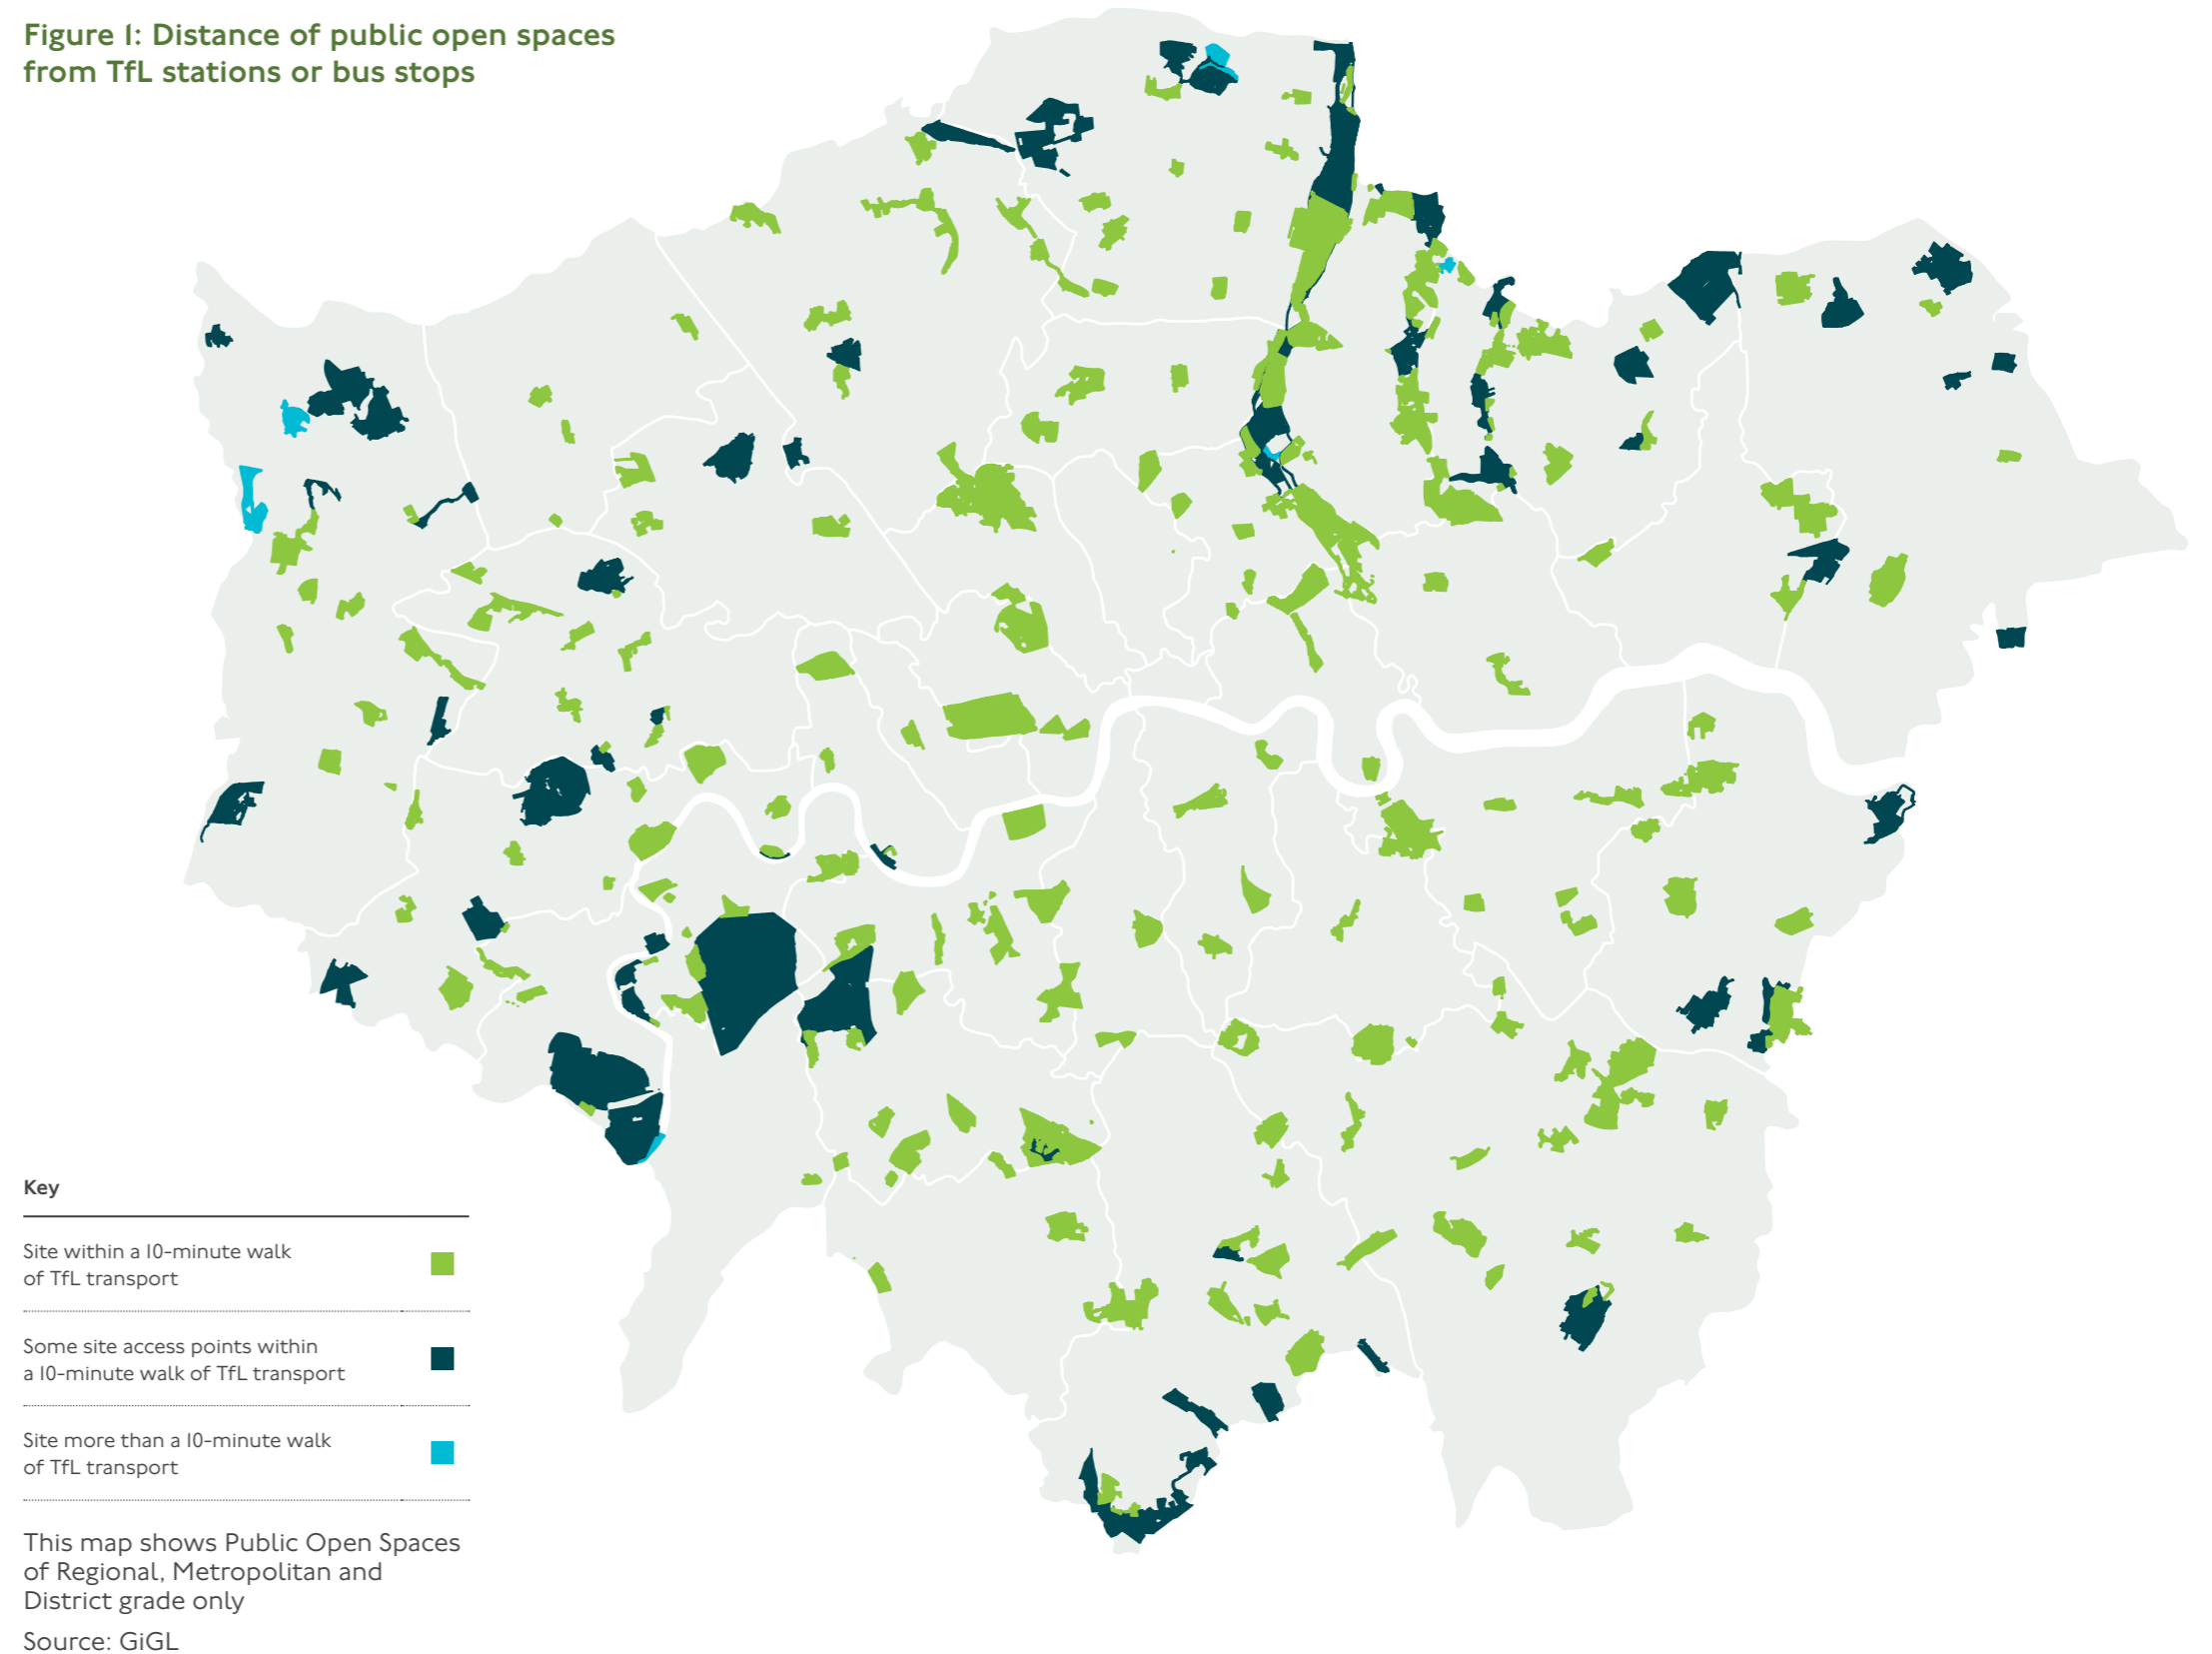 Figure 1: Distance of public open spaces
from TfL stations or bus stops
Key
Site within a 10-minute walk
of TfL transport
Some site access points within
a 10-minute walk of TfL transport
Site more than a 10-minute walk
of TfL transport
This map shows Public Open Spaces
of Regional, Metropolitan and
District grade only
Source: GiGL